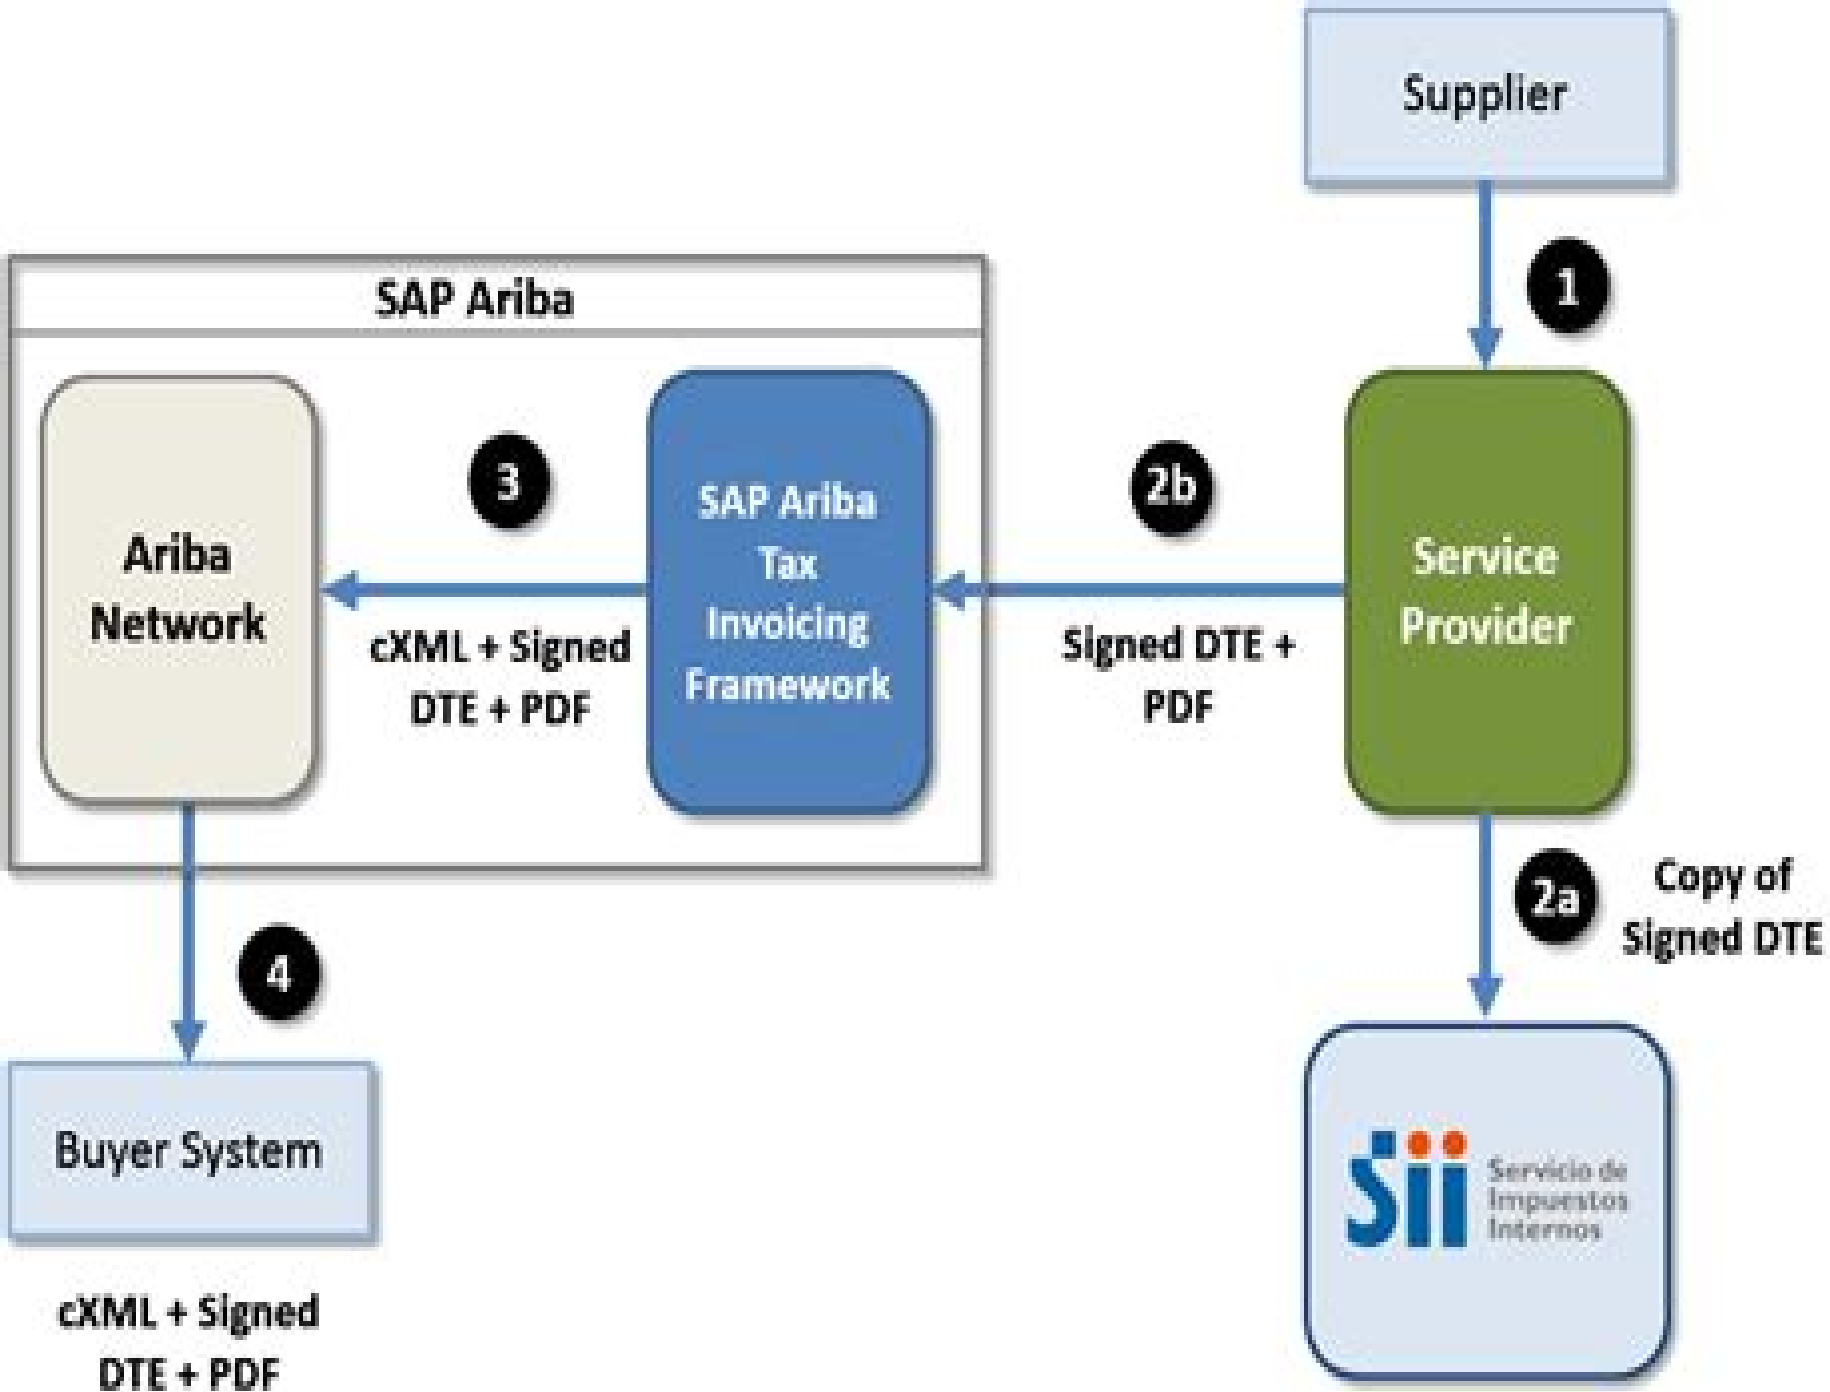 Supplier
1
SAP Ariba
Ariba
Network
3
cXML + Signed
DTE + PDF
SAP Ariba
Tax
Invoicing
Framework
2b
Signed DTE +
PDF
Service
Provider
2a
Copy of
Signed DTE
4
Buyer System
cXML + Signed
DTE + PDF
Sii
Servicio de
Impuestos
Internos